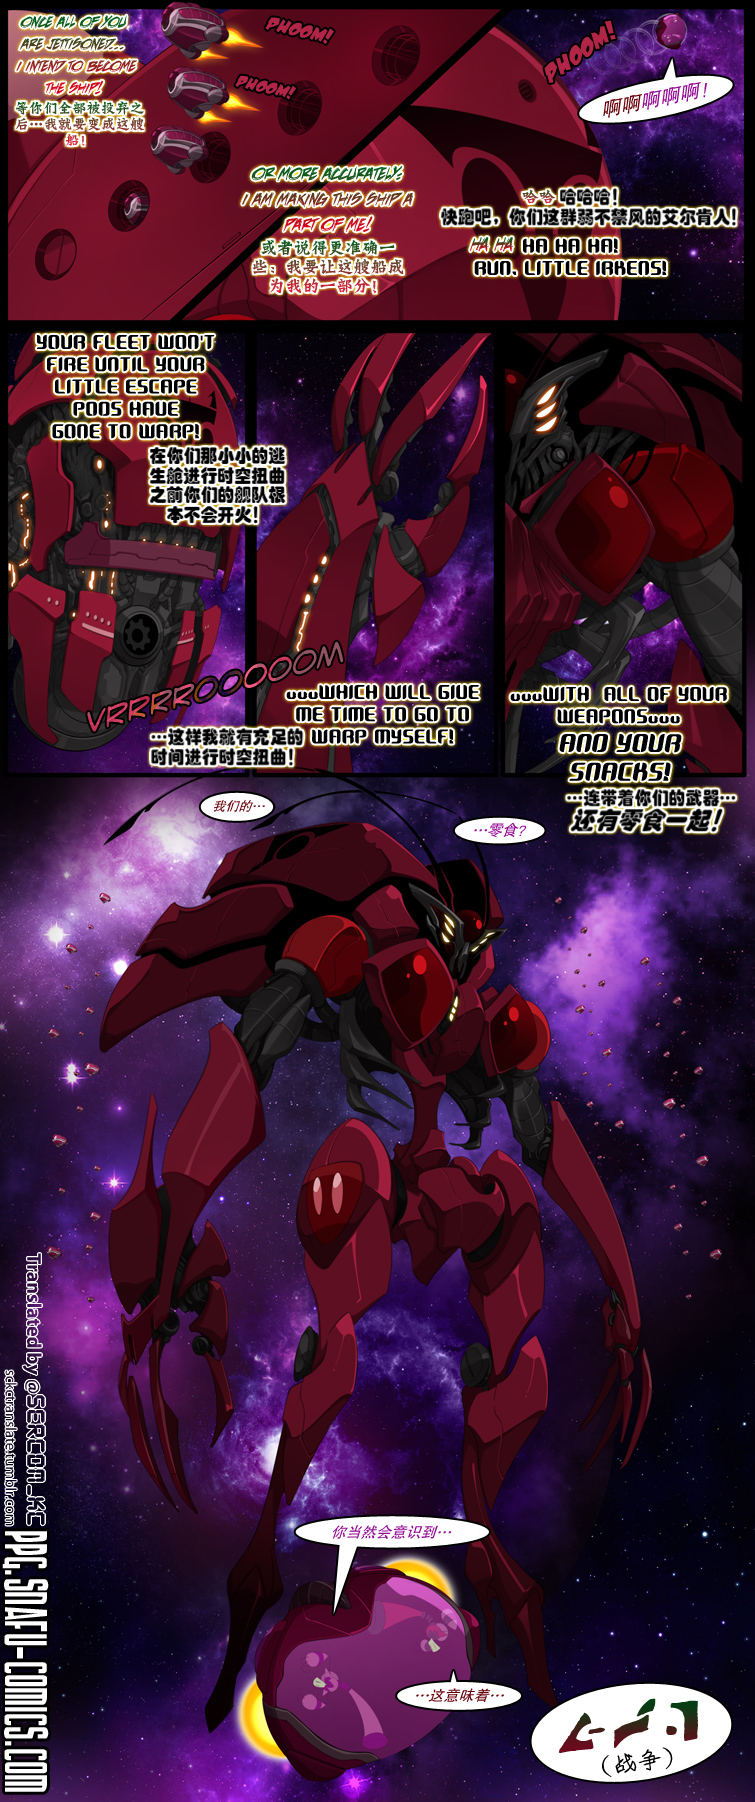 ONCE ALL OF YOU
ARE JETTISONED...
I INTEND TO BECOME
THE SHIP!
等你们全部被投弃之
后…我就要变成这艘
船！
PHOOM!
PHOOM!
PHOOM!
啊啊啊啊啊！
OR MORE ACCURATELY:
I AM MAKING THIS SHIP A
PART OF ME!
或者说得更准确一
些：我要让这艘船成
为我的一部分！
哈哈 哈哈哈！
快跑吧，你们这群弱不禁风的艾尔肯人！
HA HA HA HA HA!
RUN, LITTLE IRKENS!
YOUR FLEET WON'T
FIRE UNTIL YOUR
LITTLE ESCAPE
PODS HAVE
GONE TO WARP!
在你们那小小的逃
生舱进行时空扭曲
之前你们的舰队根
本不会开火！
VRRRROOOOOM
...WHICH WILL GIVE
ME TIME TO GO TO
WARP MYSELF!
…这样我就有充足的
时间进行时空扭曲！
...WITH ALL OF YOUR
WEAPONS...
AND YOUR
SNACKS!
…连带着你们的武器…
还有零食一起！
我们的…
…零食？
你当然会意识到…
…这意味着…
（战争）
Translated by @SERCDA_KC
sckctranslate.tumblr.com
PPG.SNAFU-COMICS.COM